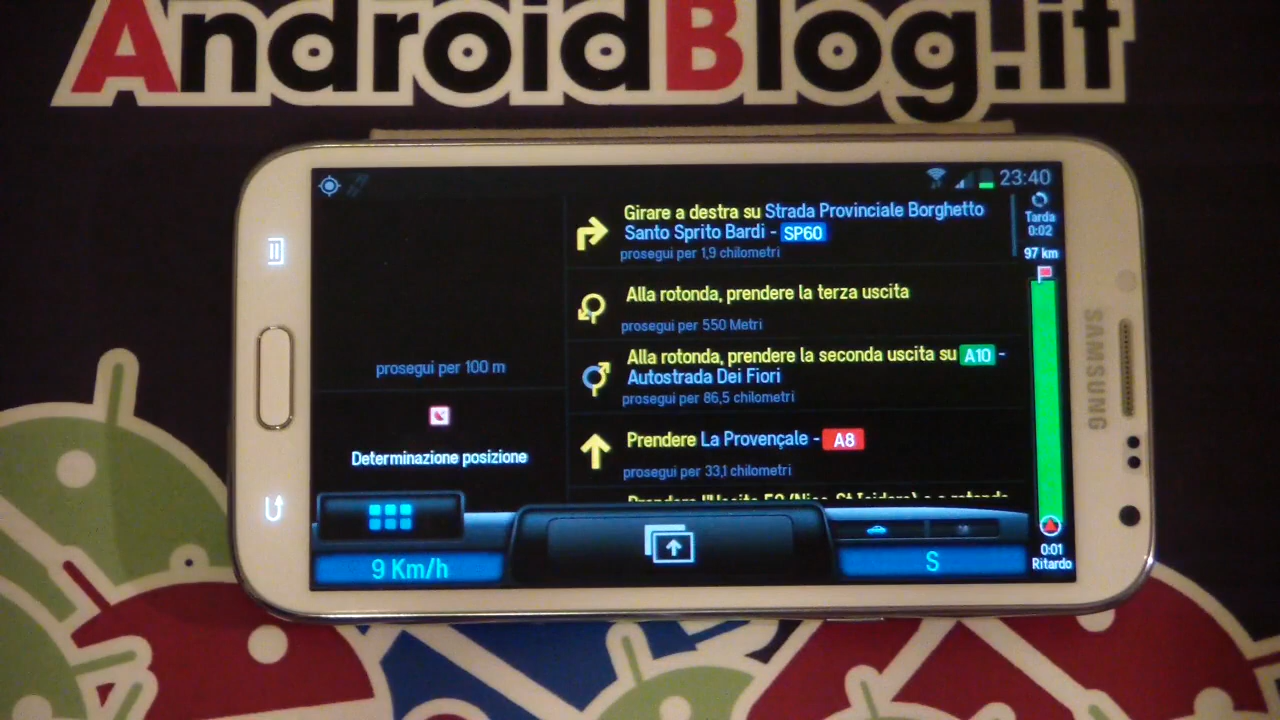 AndroidBlog.it
23:40
Girare a destra su Strada Provinciale Borghetto
Santo Sprito Bardi - SP60
prosegui per 1,9 chilometri
Tarda
0:02
97 km
Alla rotonda, prendere la terza uscita
prosegui per 550 Metri
Alla rotonda, prendere la seconda uscita su A10 -
Autostrada Dei Fiori
prosegui per 86,5 chilometri
prosegui per 100 m
Prendere La Provençale - A8
prosegui per 33,1 chilometri
Determinazione posizione
Prendere l'Uscita
9 Km/h
S
0:01
Ritardo
SAMSUNG